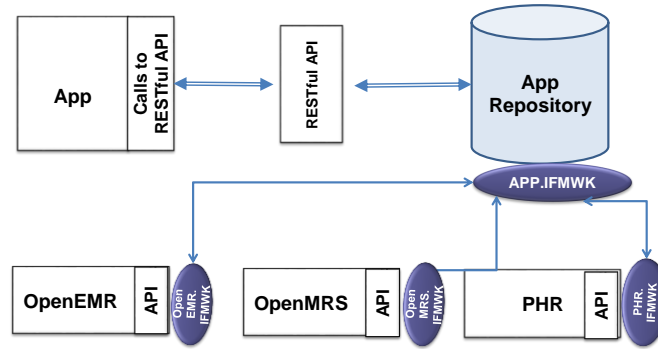 App
Calls to
RESTful API
RESTful API
App
Repository
APP.IFMWK
OpenEMR
API
Open
EMR.
IFMWK
OpenMRS
API
Open
MRS.
IFMWK
PHR
API
PHR.
IFMWK